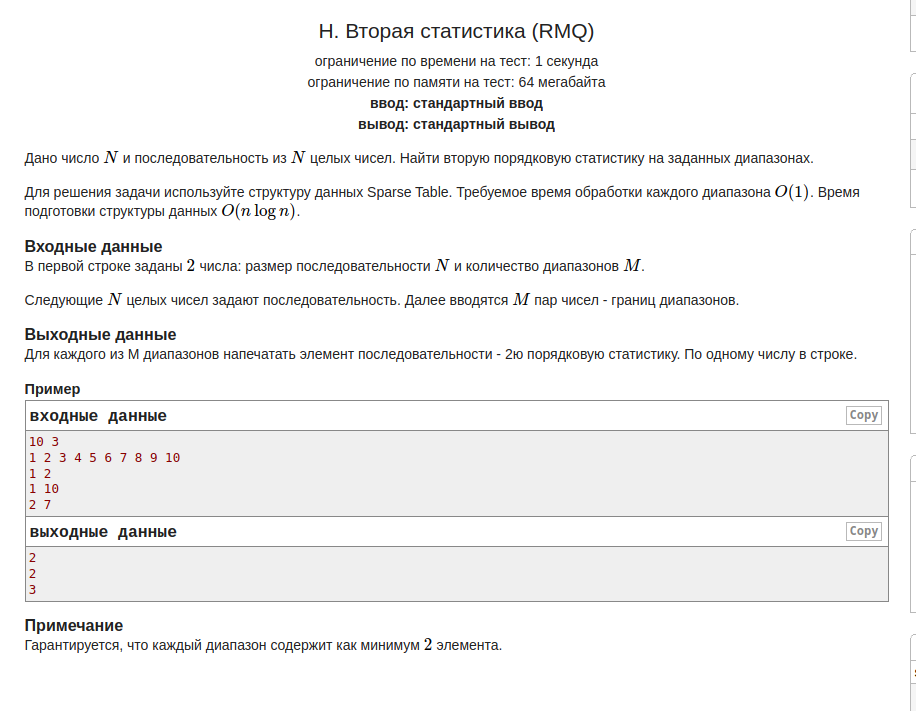 H. Вторая статистика (RMQ)
ограничение по времени на тест: 1 секунда
ограничение по памяти на тест: 64 мегабайта
ввод: стандартный ввод
вывод: стандартный вывод
Дано число N и последовательность из N целых чисел. Найти вторую порядковую статистику на заданных диапазонах.
Для решения задачи используйте структуру данных Sparse Table. Требуемое время обработки каждого диапазона O(1). Время
подготовки структуры данных O(n log n).
Входные данные
В первой строке заданы 2 числа: размер последовательности N и количество диапазонов M.
Следующие N целых чисел задают последовательность. Далее вводятся M пар чисел - границ диапазонов.
Выходные данные
Для каждого из M диапазонов напечатать элемент последовательности - 2ю порядковую статистику. По одному числу в строке.
Пример
входные данные Copy
10 3
1 2 3 4 5 6 7 8 9 10
1 2
1 10
2 7
выходные данные Copy
2
2
3
Примечание
Гарантируется, что каждый диапазон содержит как минимум 2 элемента.